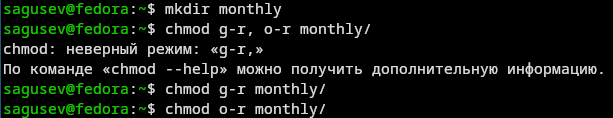 sagusev@fedora:~$ mkdir monthly
sagusev@fedora:~$ chmod g-r, o-r monthly/
chmod: неверный режим: «g-r,»
По команде «chmod --help» можно получить дополнительную информацию.
sagusev@fedora:~$ chmod g-r monthly/
sagusev@fedora:~$ chmod o-r monthly/